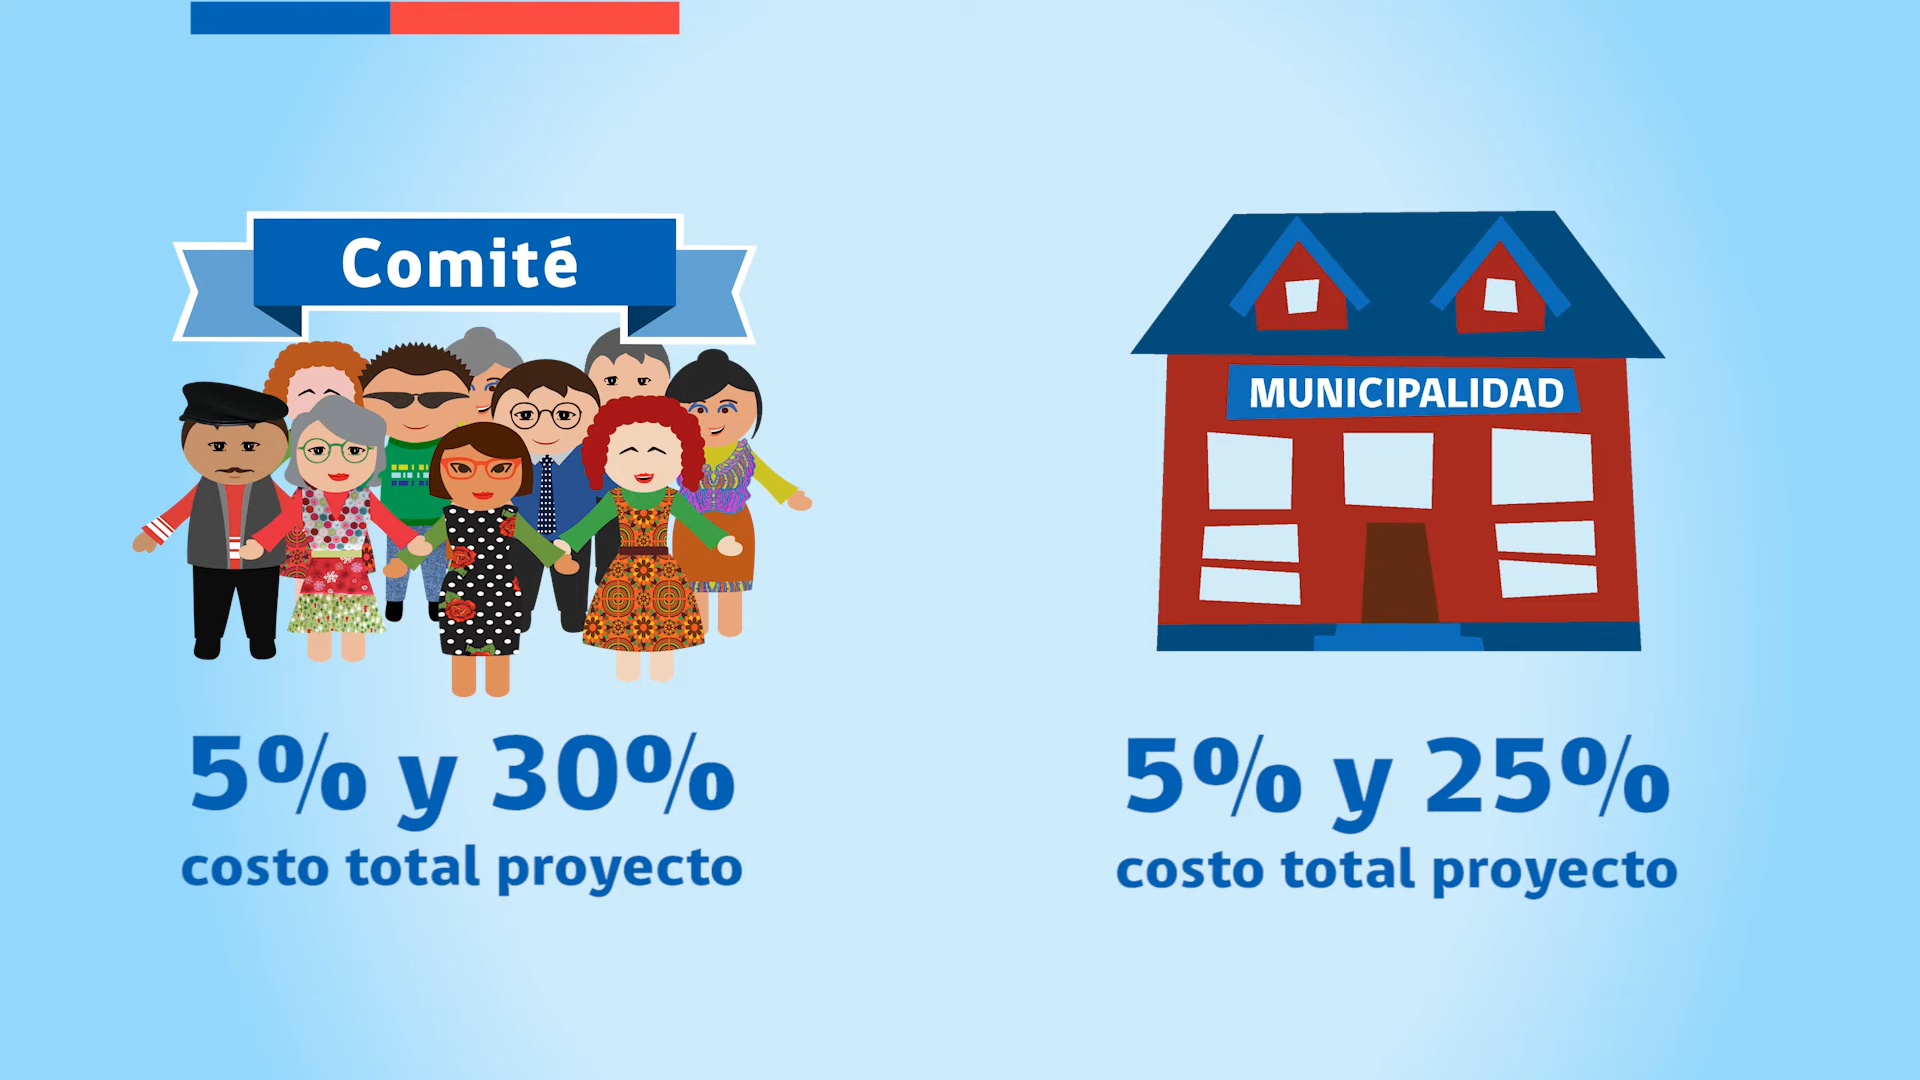 Comité
5% y 30%
costo total proyecto
MUNICIPALIDAD
5% y 25%
costo total proyecto